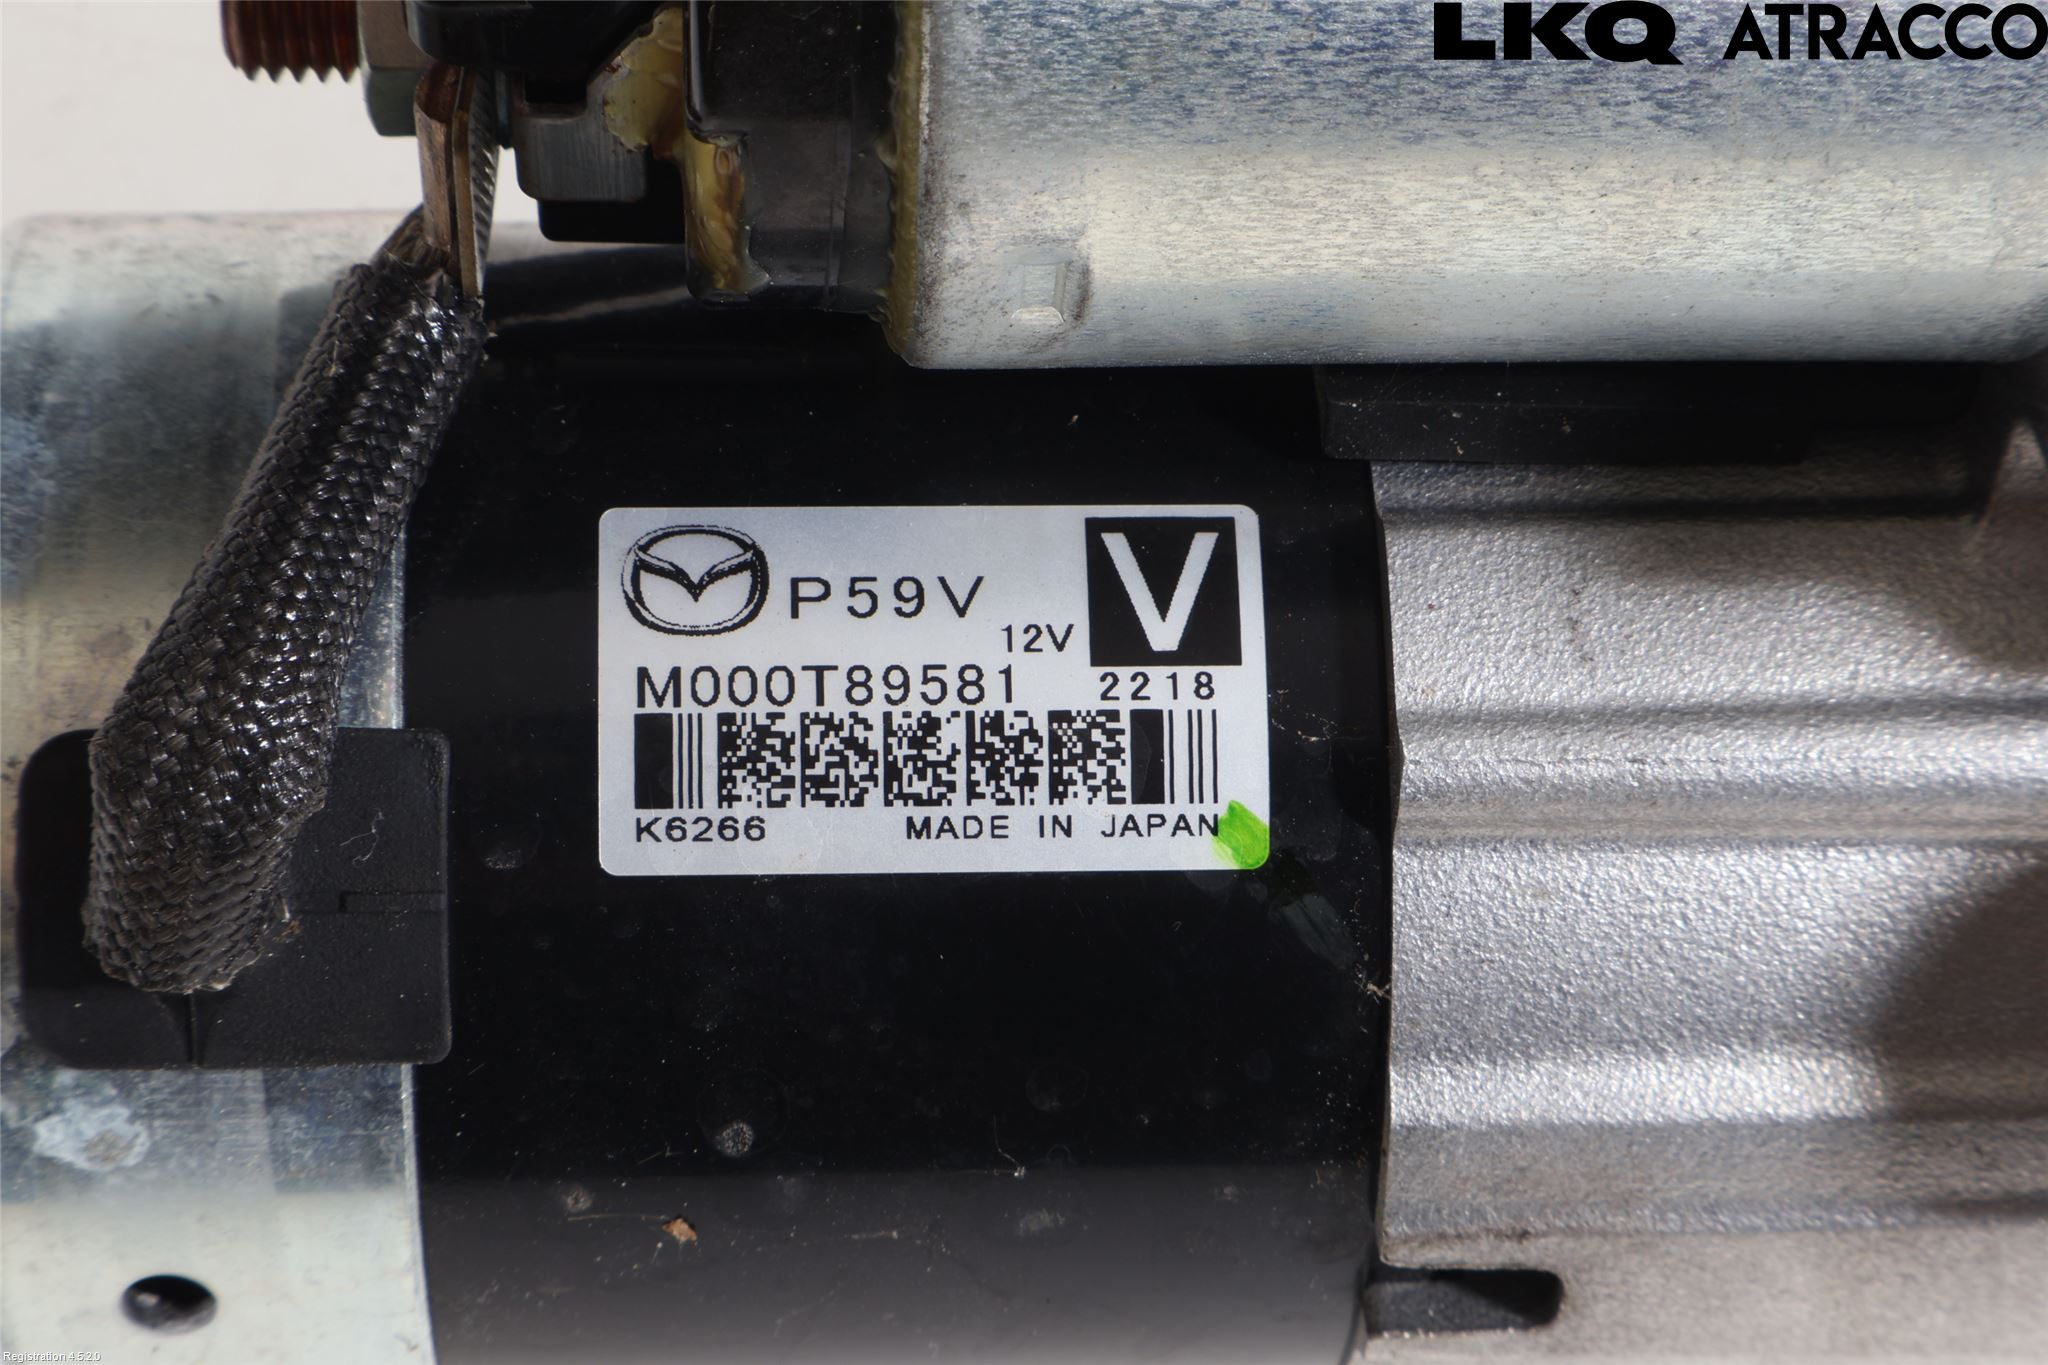 LKQ ATRACCO
P59V
V
12V
M000T89581
2218
K6266
MADE IN JAPAN
Registration 4.5.2.0